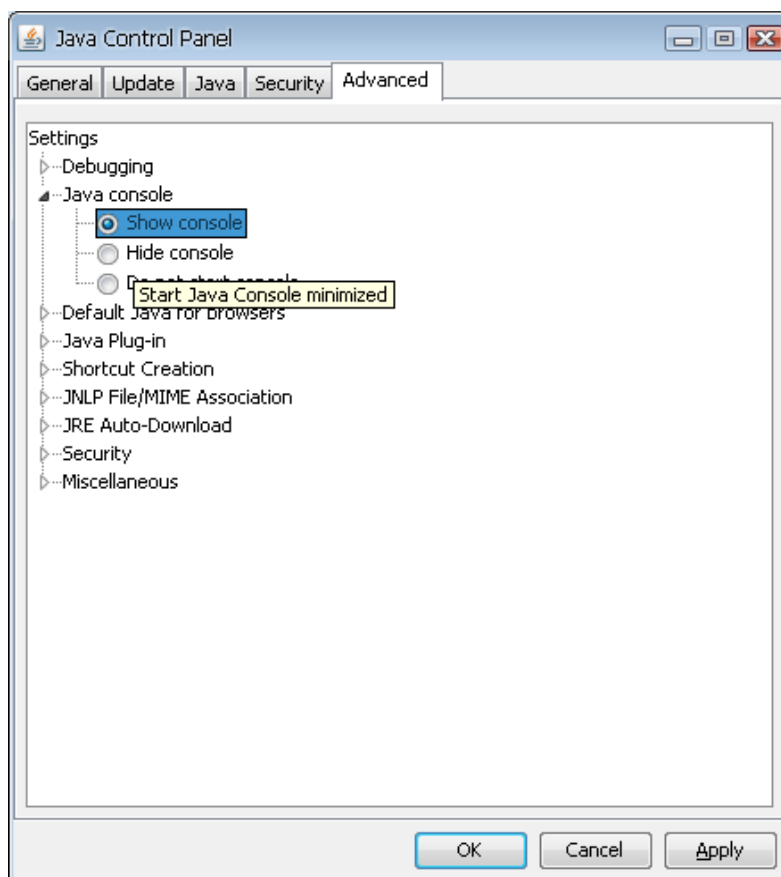 Java Control Panel
General Update Java Security Advanced
Settings
Debugging
Java console
Show console
Hide console
Start Java Console minimized
Default Java for browsers
Java Plug-in
Shortcut Creation
JNLP File/MIME Association
JRE Auto-Download
Security
Miscellaneous
OK Cancel Apply